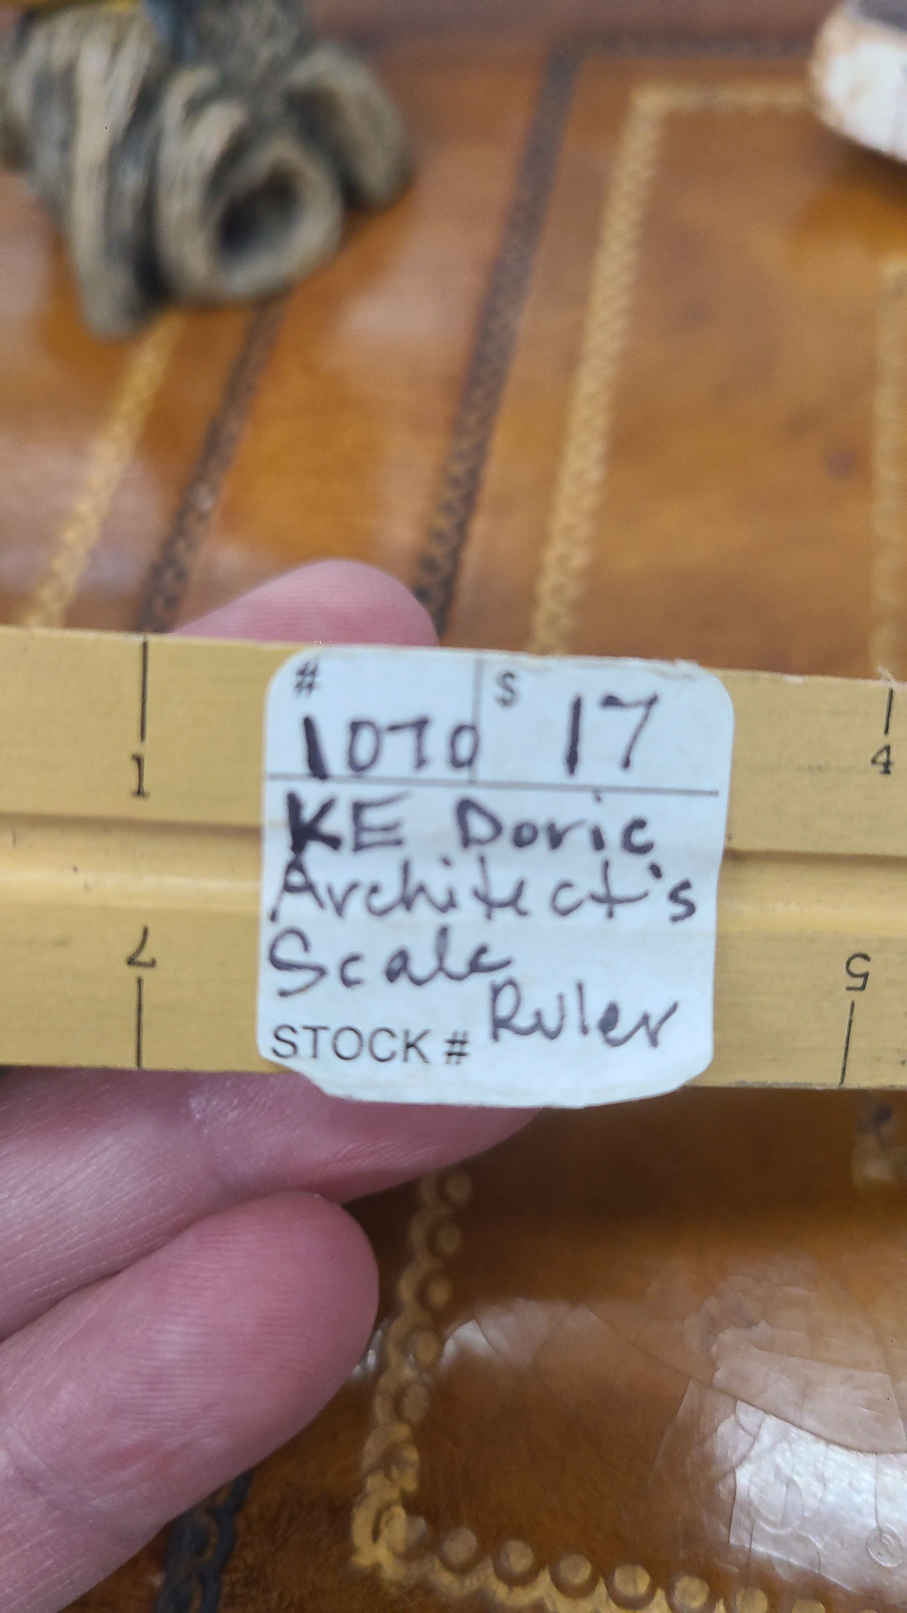 # $
1070 17
KE Doric
Architect's
Scale
Ruler
STOCK #
1
4
7
5